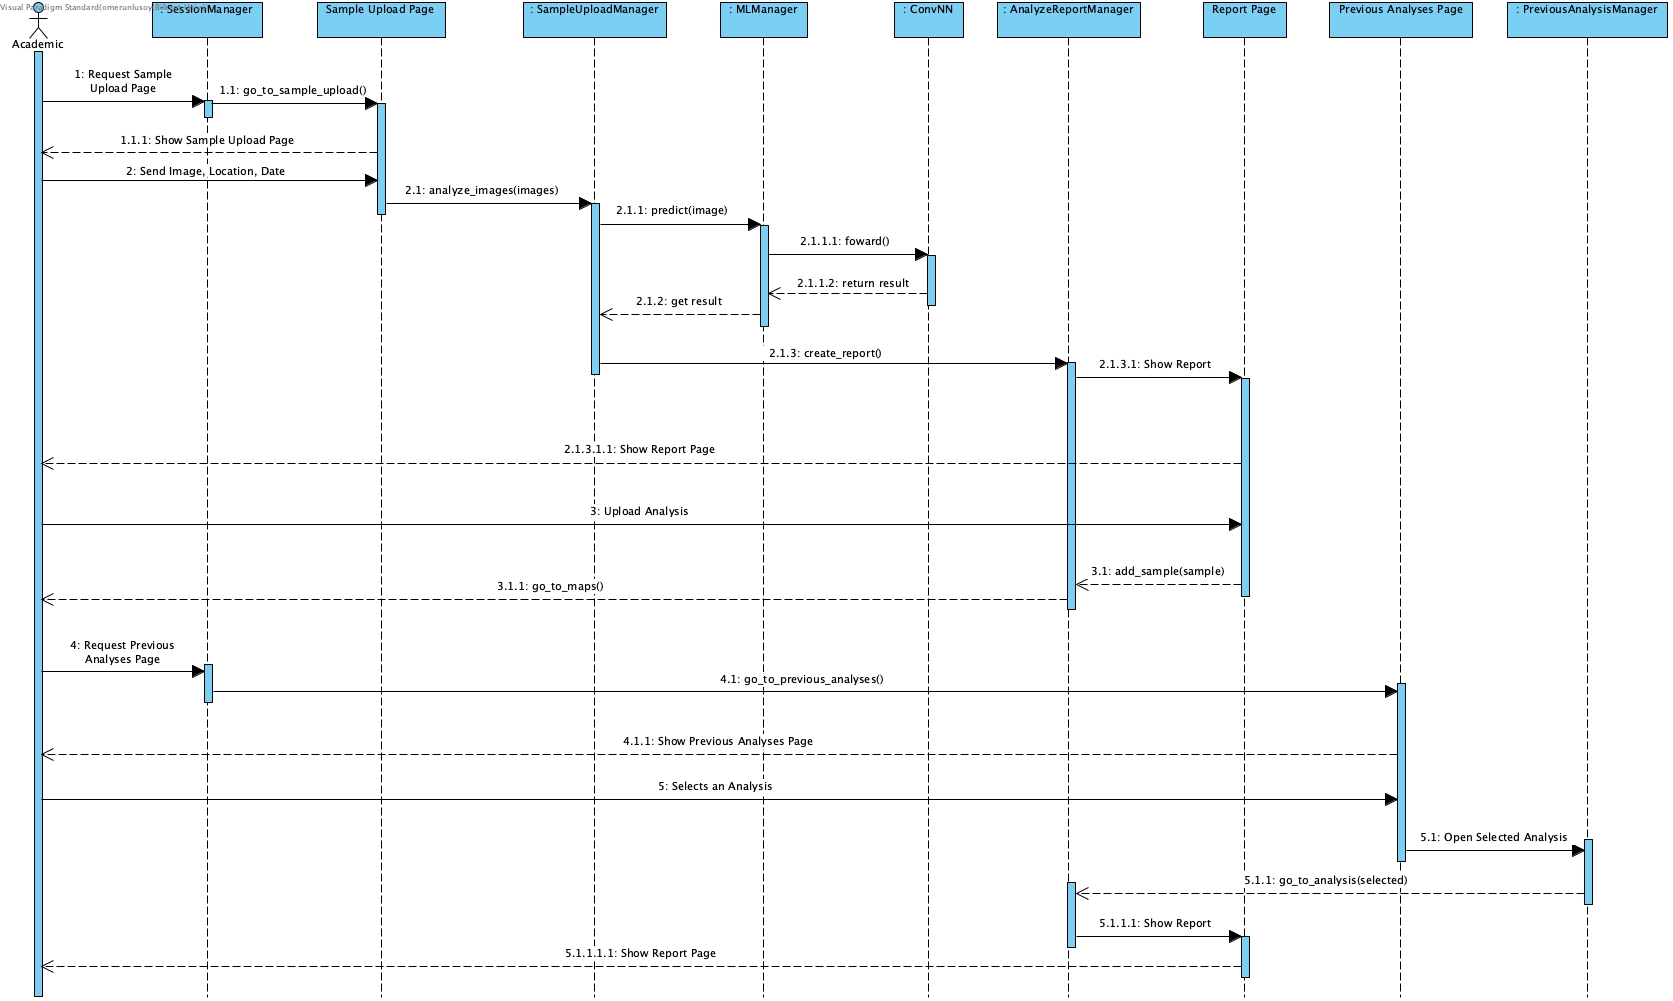 Visual Paradigm Standard(omerunlusoy
: SessionManager
Sample Upload Page
: SampleUploadManager
: MLManager
: ConvNN
: AnalyzeReportManager
Report Page
Previous Analyses Page
: PreviousAnalysisManager
Academic
1: Request Sample
Upload Page
1.1: go_to_sample_upload()
1.1.1: Show Sample Upload Page
2: Send Image, Location, Date
2.1: analyze_images(images)
2.1.1: predict(image)
2.1.1.1: foward()
2.1.1.2: return result
2.1.2: get result
2.1.3: create_report()
2.1.3.1: Show Report
2.1.3.1.1: Show Report Page
3: Upload Analysis
3.1: add_sample(sample)
3.1.1: go_to_maps()
4: Request Previous
Analyses Page
4.1: go_to_previous_analyses()
4.1.1: Show Previous Analyses Page
5: Selects an Analysis
5.1: Open Selected Analysis
5.1.1: go_to_analysis(selected)
5.1.1.1: Show Report
5.1.1.1.1: Show Report Page